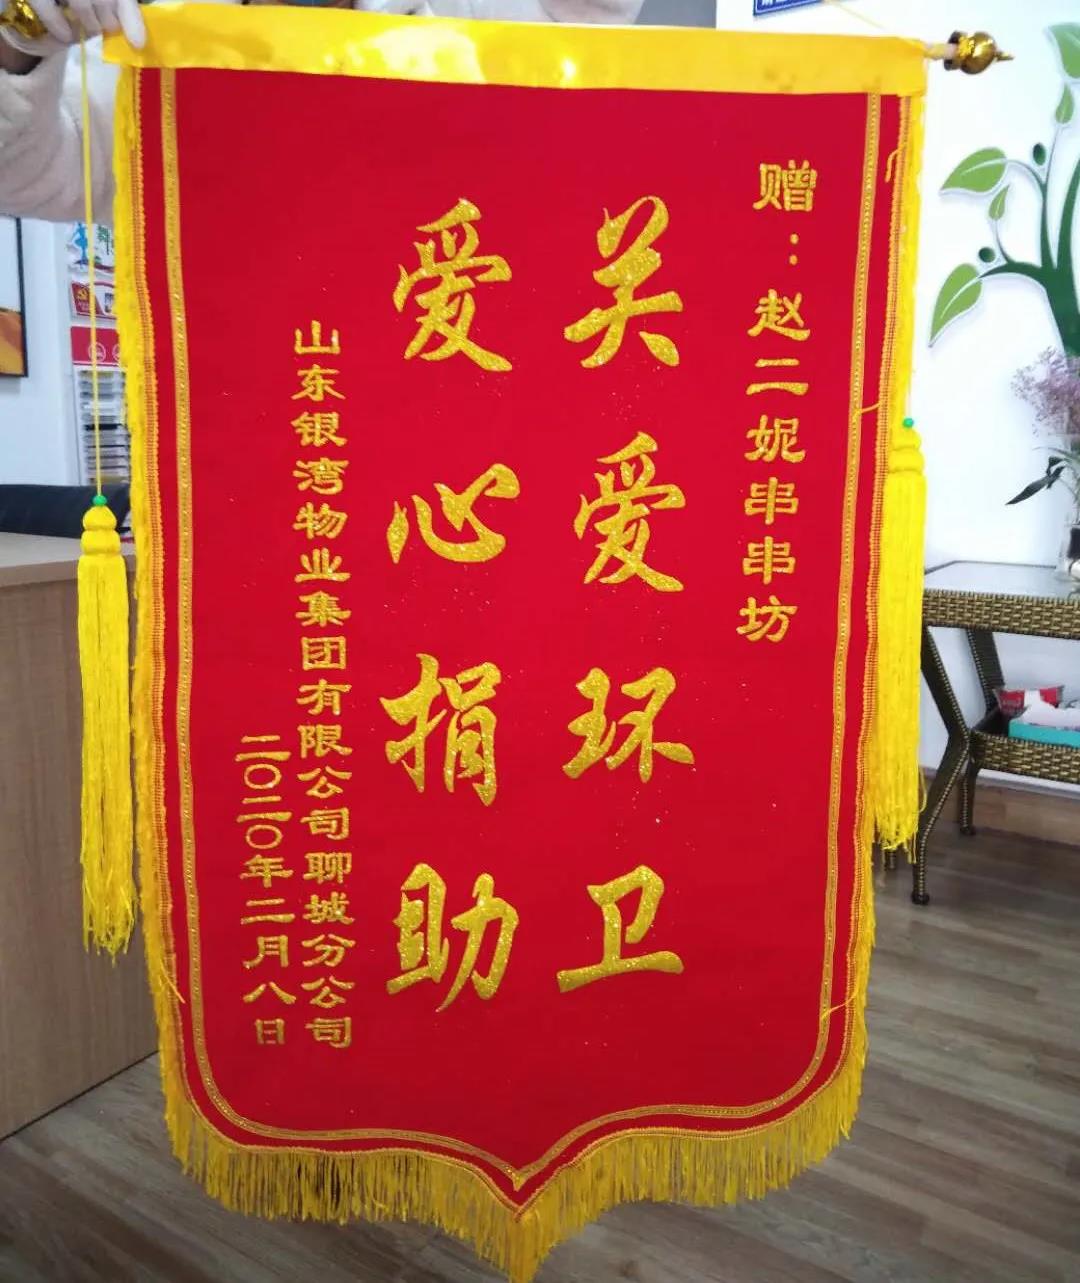 赠：赵二妮串串坊
关爱环卫
爱心捐助
山东银湾物业集团有限公司聊城分公司
二〇二〇年二月八日